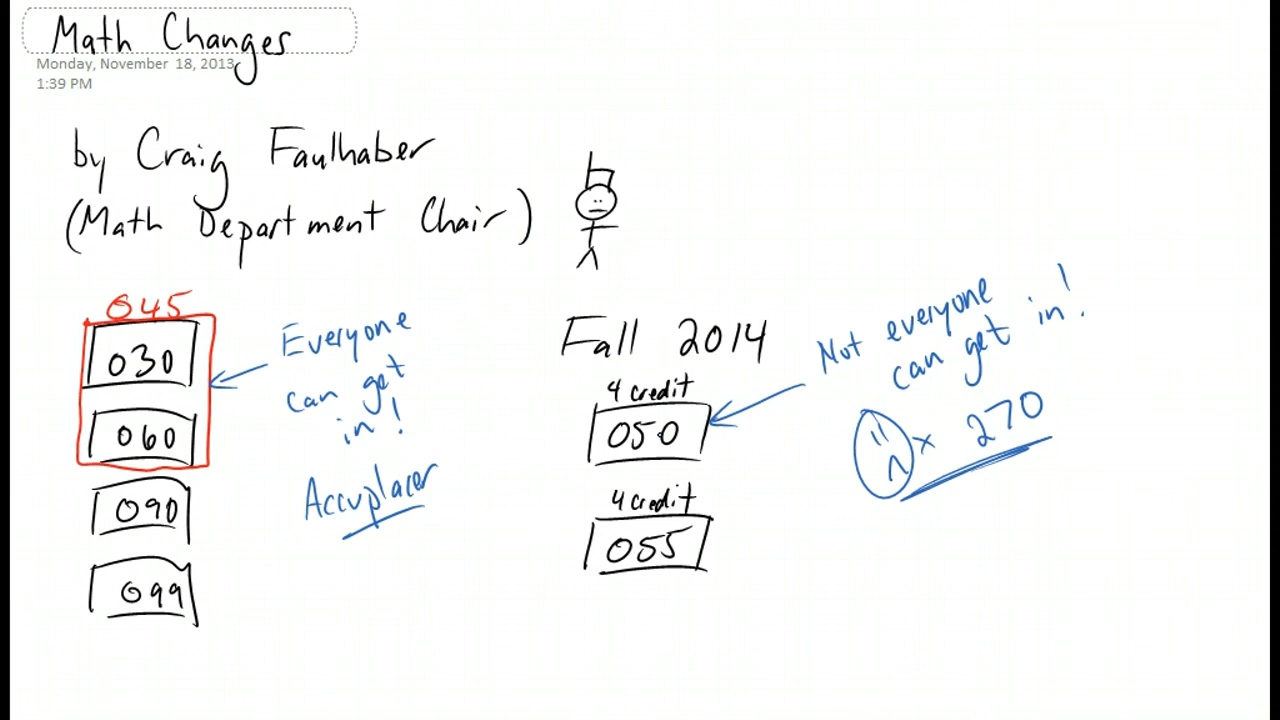 Math Changes
Monday, November 18, 2013
1:39 PM
by Craig Faulhaber
(Math Department Chair)
045
030
060
090
099
Everyone
can get
in!
Accuplacer
Fall 2014
4 credit
050
4 credit
055
Not everyone
can get in!
× 270